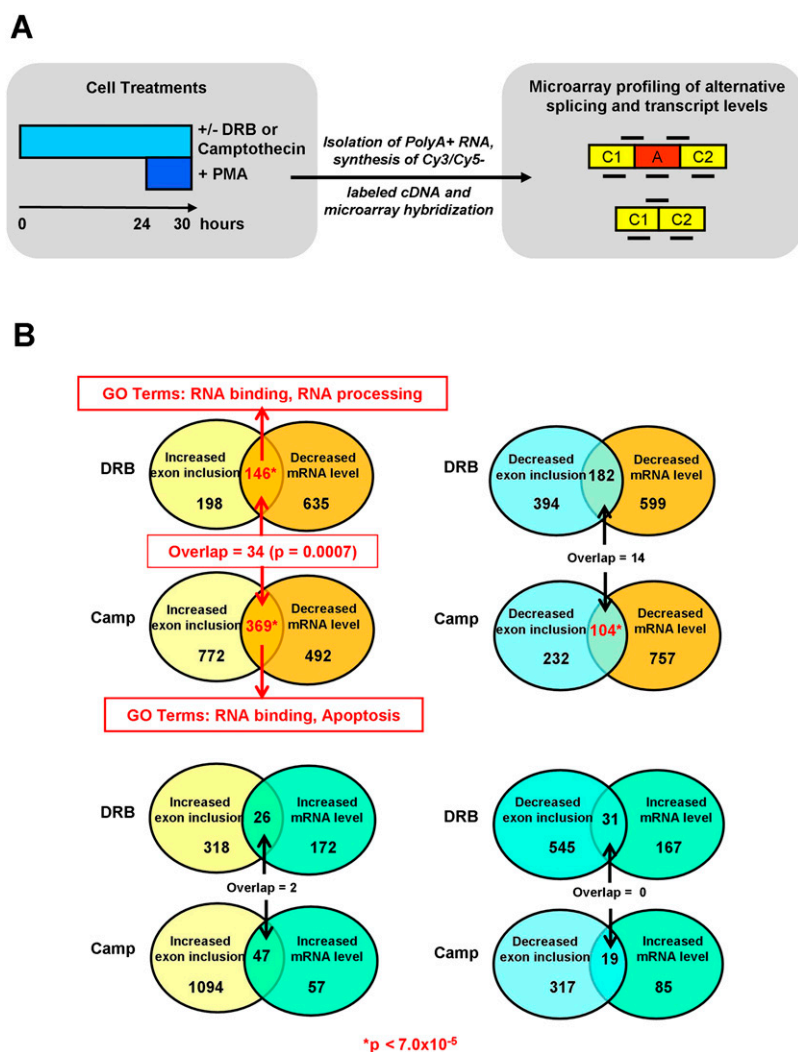 A
Cell Treatments
+/- DRB or
Camptothecin
+ PMA
0 24 30 hours
Isolation of PolyA+ RNA,
synthesis of Cy3/Cy5-
labeled cDNA and
microarray hybridization
Microarray profiling of alternative
splicing and transcript levels
C1 A C2
C1 C2
B
GO Terms: RNA binding, RNA processing
DRB
Increased
exon inclusion
198
146*
Decreased
mRNA level
635
Overlap = 34 (p = 0.0007)
Camp
Increased
exon inclusion
772
369*
Decreased
mRNA level
492
GO Terms: RNA binding, Apoptosis
DRB
Decreased
exon inclusion
394
182
Decreased
mRNA level
599
Overlap = 14
Camp
Decreased
exon inclusion
232
104*
Decreased
mRNA level
757
DRB
Increased
exon inclusion
318
26
Increased
mRNA level
172
Overlap = 2
Camp
Increased
exon inclusion
1094
47
Increased
mRNA level
57
DRB
Decreased
exon inclusion
545
31
Increased
mRNA level
167
Overlap = 0
Camp
Decreased
exon inclusion
317
19
Increased
mRNA level
85
*p < 7.0x10-5